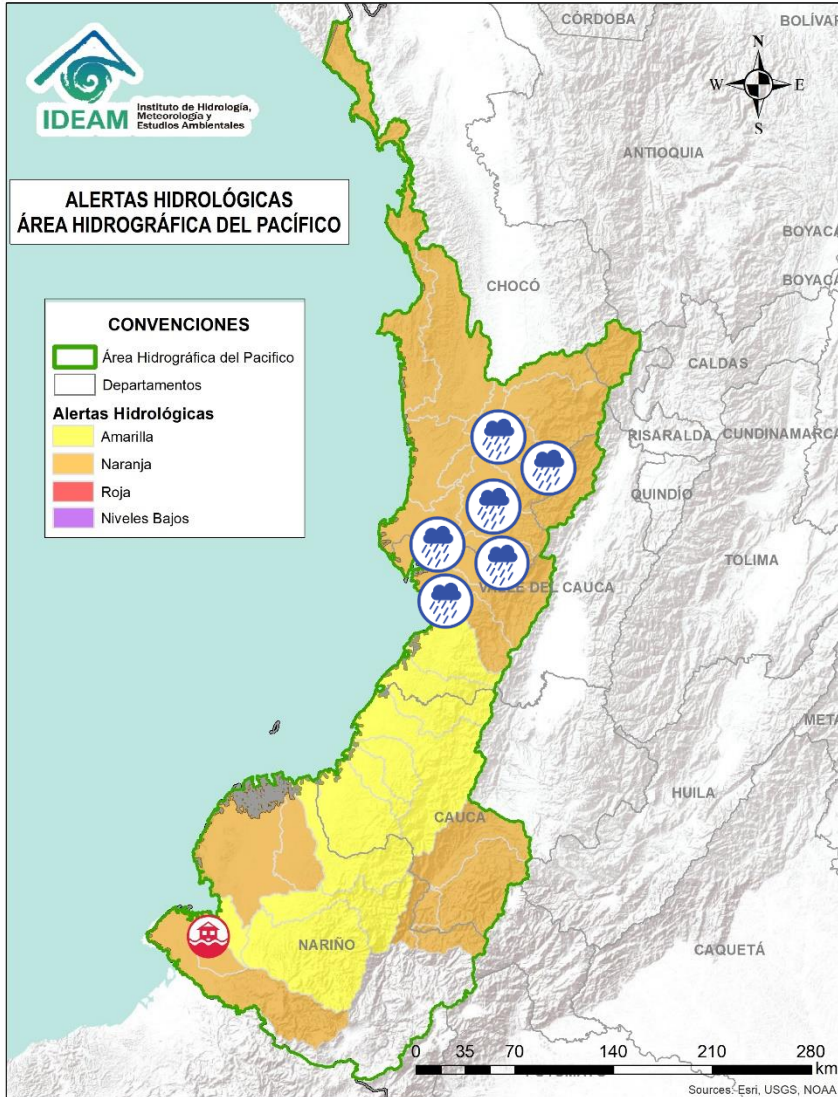 CÓRDOBA
BOLÍVAR
IDEAM
Instituto de Hidrología,
Meteorología y
Estudios Ambientales
N
W
E
S
ANTIOQUIA
ALERTAS HIDROLÓGICAS
ÁREA HIDROGRÁFICA DEL PACÍFICO
BOYACÁ
BOYACÁ
CHOCÓ
CONVENCIONES
Área Hidrográfica del Pacifico
Departamentos
Alertas Hidrológicas
Amarilla
Naranja
Roja
Niveles Bajos
CALDAS
RISARALDA
CUNDINAMARCA
QUINDÍO
TOLIMA
VALLE DEL CAUCA
META
HUILA
CAUCA
NARIÑO
CAQUETÁ
0 35 70 140 210 280
km
Sources: Esri, USGS, NOAA